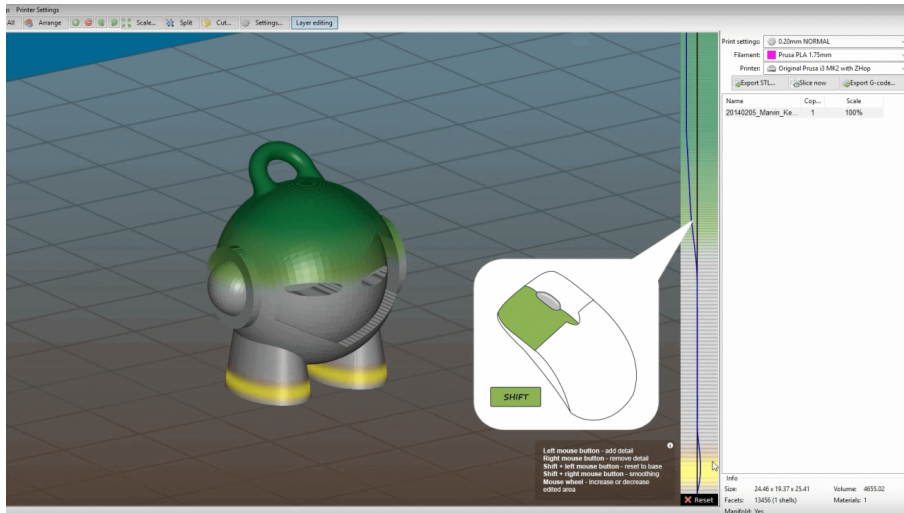 gs Printer Settings
All Arrange Scale... Split Cut... Settings... Layer editing
Print settings: 0.20mm NORMAL
Filament: Prusa PLA 1.75mm
Printer: Original Prusa i3 MK2 with ZHop
Export STL... Slice now Export G-code...
Name Cop... Scale
20140205_Marvin_Ke... 1 100%
SHIFT
Left mouse button - add detail
Right mouse button - remove detail
Shift + left mouse button - reset to base
Shift + right mouse button - smoothing
Mouse wheel - increase or decrease
edited area
Reset
Info
Size: 24.46 x 19.37 x 25.41 Volume: 4655.02
Facets: 13456 (1 shells) Materials: 1
Manifold: Yes